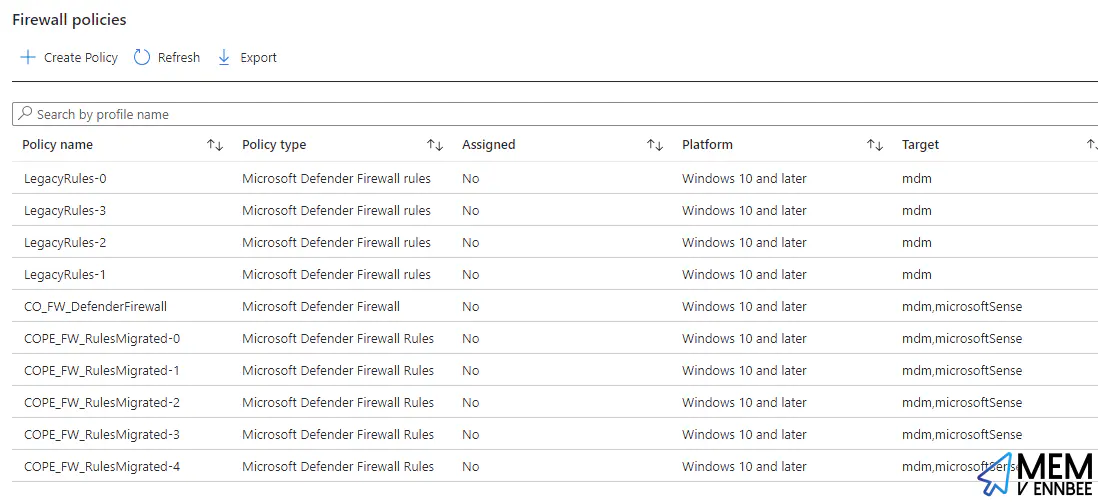 Firewall policies
Create Policy Refresh Export
Search by profile name
Policy name Policy type Assigned Platform Target
LegacyRules-0 Microsoft Defender Firewall rules No Windows 10 and later mdm
LegacyRules-3 Microsoft Defender Firewall rules No Windows 10 and later mdm
LegacyRules-2 Microsoft Defender Firewall rules No Windows 10 and later mdm
LegacyRules-1 Microsoft Defender Firewall rules No Windows 10 and later mdm
CO_FW_DefenderFirewall Microsoft Defender Firewall No Windows 10 and later mdm,microsoftSense
COPE_FW_RulesMigrated-0 Microsoft Defender Firewall Rules No Windows 10 and later mdm,microsoftSense
COPE_FW_RulesMigrated-1 Microsoft Defender Firewall Rules No Windows 10 and later mdm,microsoftSense
COPE_FW_RulesMigrated-2 Microsoft Defender Firewall Rules No Windows 10 and later mdm,microsoftSense
COPE_FW_RulesMigrated-3 Microsoft Defender Firewall Rules No Windows 10 and later mdm,microsoftSense
COPE_FW_RulesMigrated-4 Microsoft Defender Firewall Rules No Windows 10 and later mdm,microsoftSense
MEM
V ENNBEE